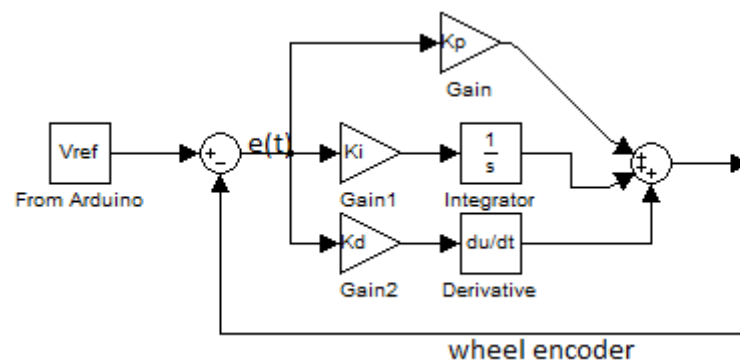 Kp
Gain
Vref
From Arduino
+
−
e(t)
Ki
Gain1
1
s
Integrator
+
+
+
Kd
Gain2
du/dt
Derivative
wheel encoder